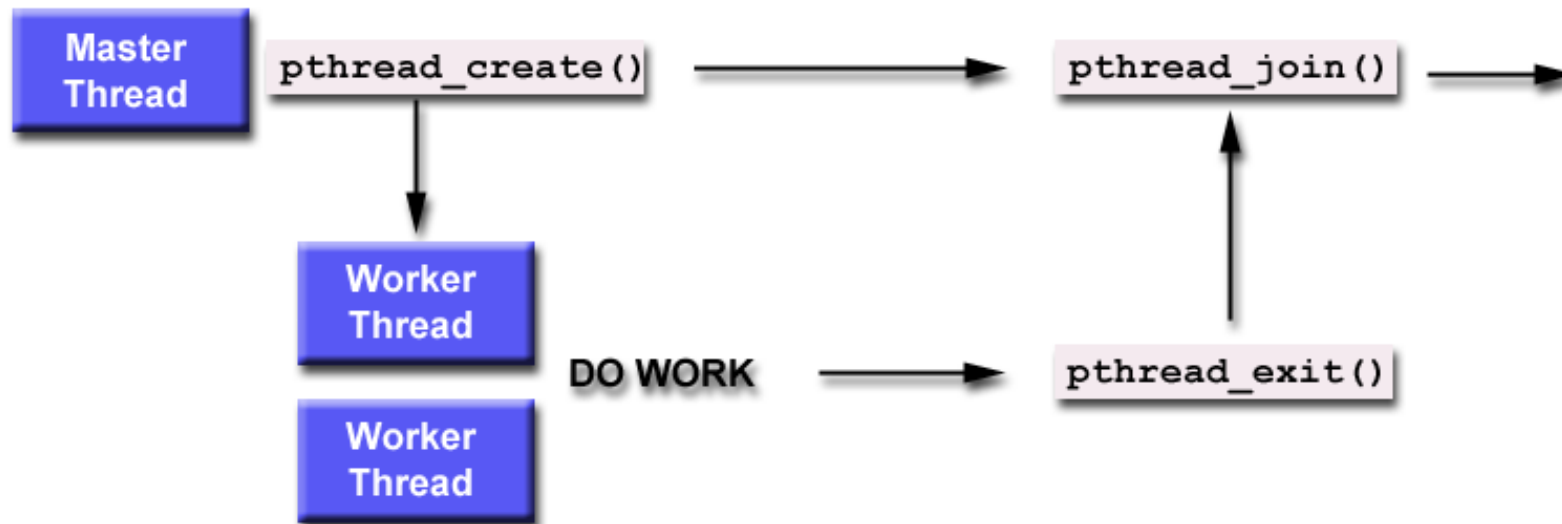 Master
Thread
pthread_create()
pthread_join()
Worker
Thread
DO WORK
pthread_exit()
Worker
Thread